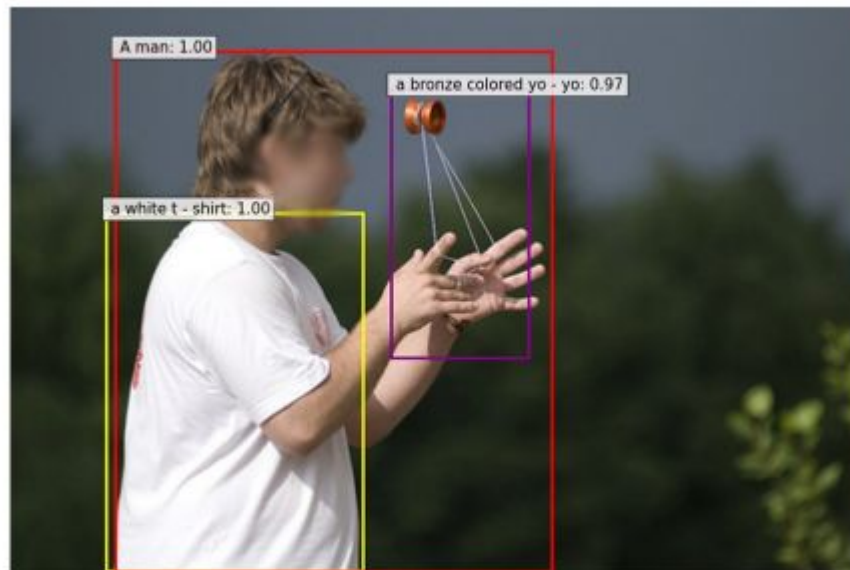 A man: 1.00
a bronze colored yo - yo: 0.97
a white t - shirt: 1.00